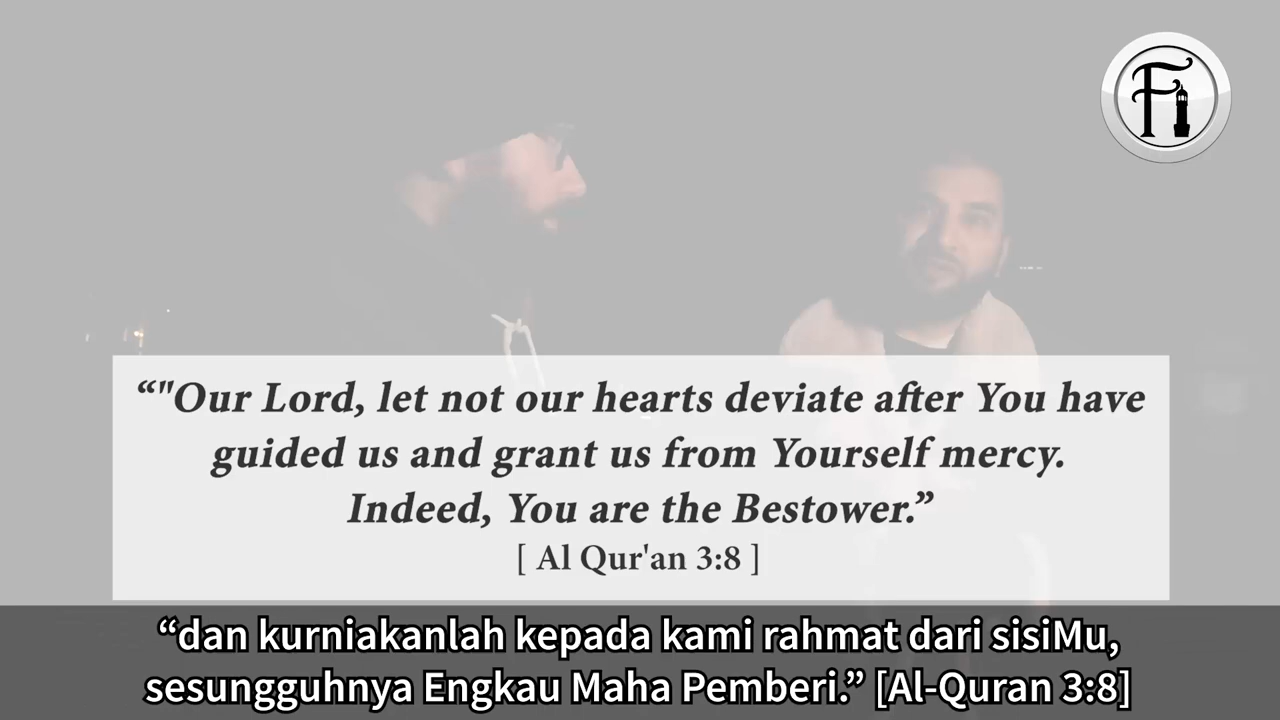 Fi
“"Our Lord, let not our hearts deviate after You have
guided us and grant us from Yourself mercy.
Indeed, You are the Bestower.”
[ Al Qur'an 3:8 ]
“dan kurniakanlah kepada kami rahmat dari sisiMu,
sesungguhnya Engkau Maha Pemberi.” [Al-Quran 3:8]